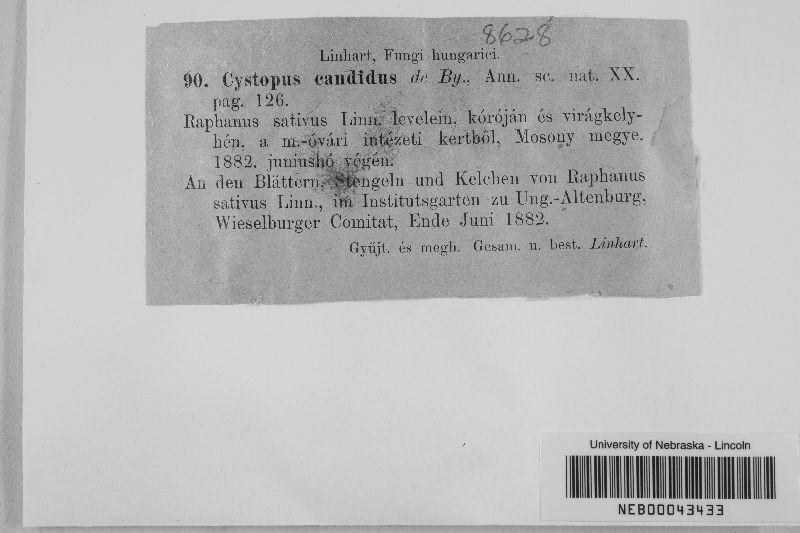 8628
Linhart, Fungi hungarici.
90. Cystopus candidus de By., Ann. sc. nat. XX.
pag. 126.
Raphanus sativus Linn. levelein, kóróján és virágkely-
hén, a m.-óvári intézeti kertből, Mosony megye.
1882. juniushó végén.
An den Blättern, Stengeln und Kelchen von Raphanus
sativus Linn., im Institutsgarten zu Ung.-Altenburg,
Wieselburger Comitat, Ende Juni 1882.
Gyűjt. és megh. Gesam. u. best. Linhart.
University of Nebraska - Lincoln
NEB00043433